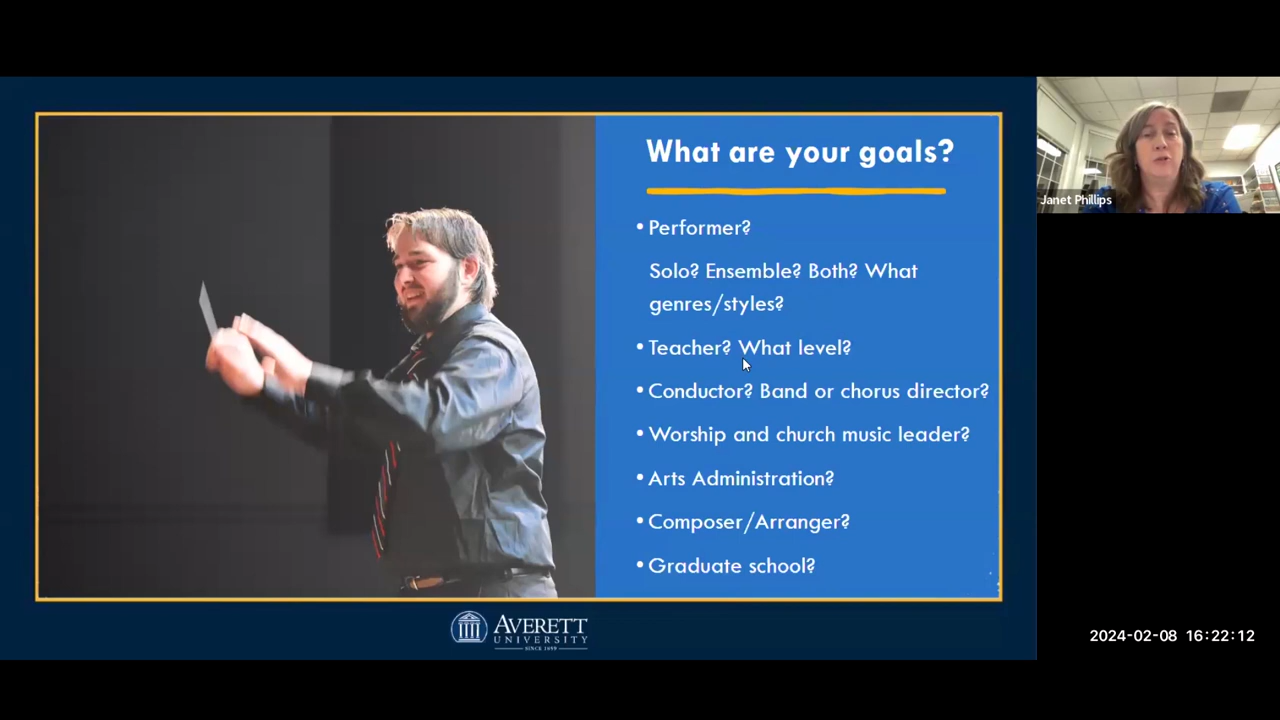 What are your goals?
• Performer?
Solo? Ensemble? Both? What
genres/styles?
• Teacher? What level?
• Conductor? Band or chorus director?
• Worship and church music leader?
• Arts Administration?
• Composer/Arranger?
• Graduate school?
AVERETT
UNIVERSITY
SINCE 1859
Janet Phillips
2024-02-08 16:22:12